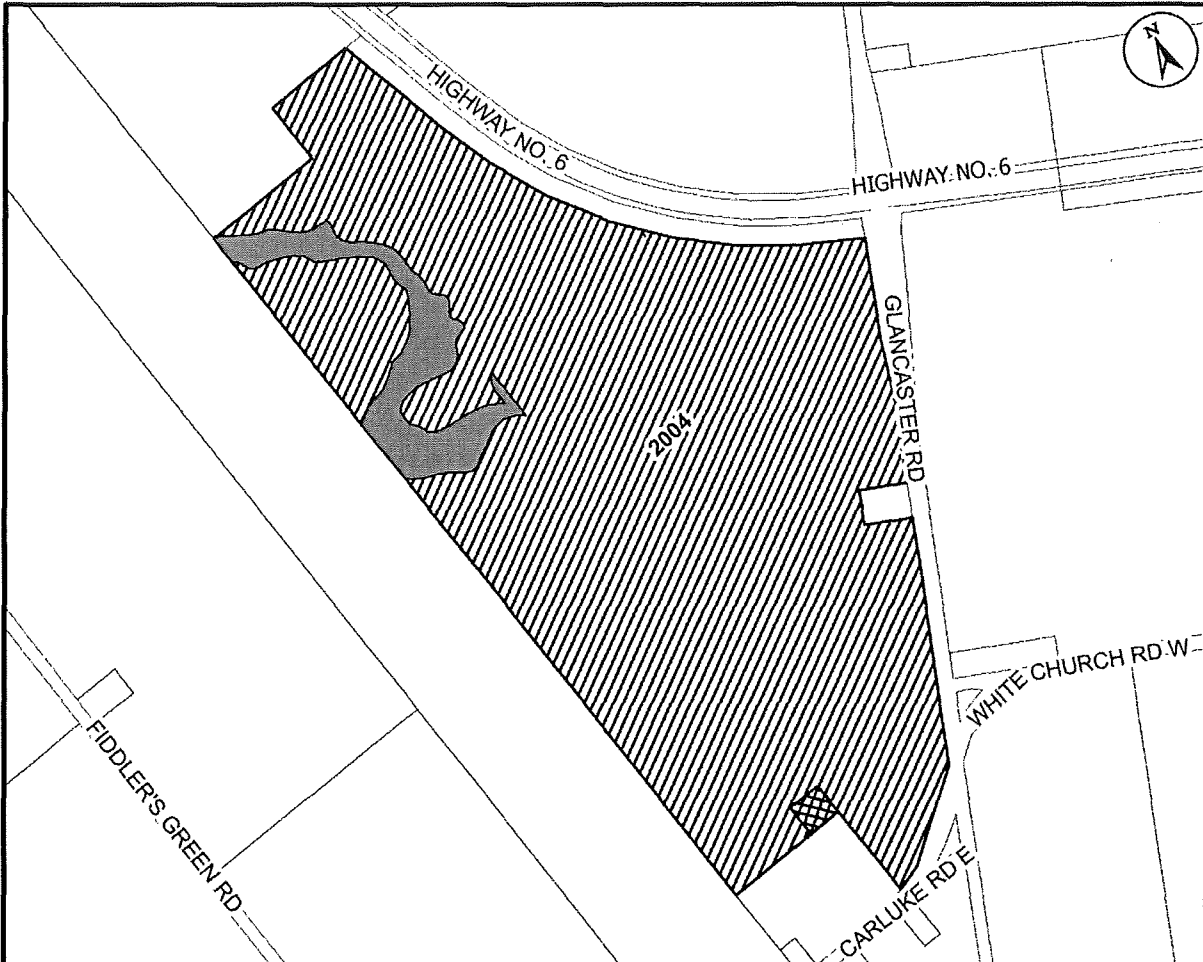 N
HIGHWAY NO. 6
HIGHWAY NO. 6
GLANCASTER RD
2004
WHITE CHURCH RD W
FIDDLER'S GREEN RD
CARLUKE RD E